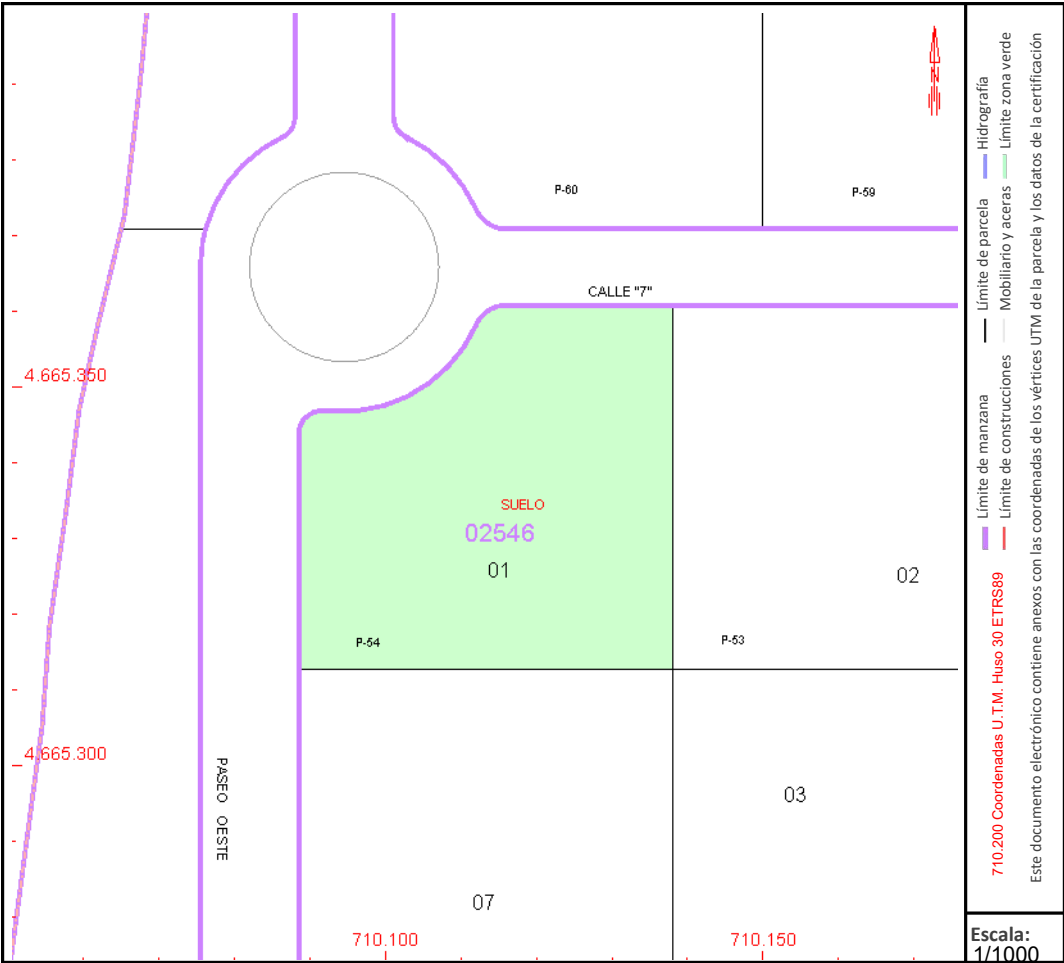 P-60
P-59
CALLE "7"
4.665.350
SUELO
02546
01
02
P-54
P-53
4.665.300
PASEO OESTE
03
07
710.100
710.150
710.200 Coordenadas U.T.M. Huso 30 ETRS89
Límite de manzana
Límite de parcela
Hidrografía
Límite de construcciones
Mobiliario y aceras
Límite zona verde
Este documento electrónico contiene anexos con las coordenadas de los vértices UTM de la parcela y los datos de la certificación
N
Escala:
1/1000